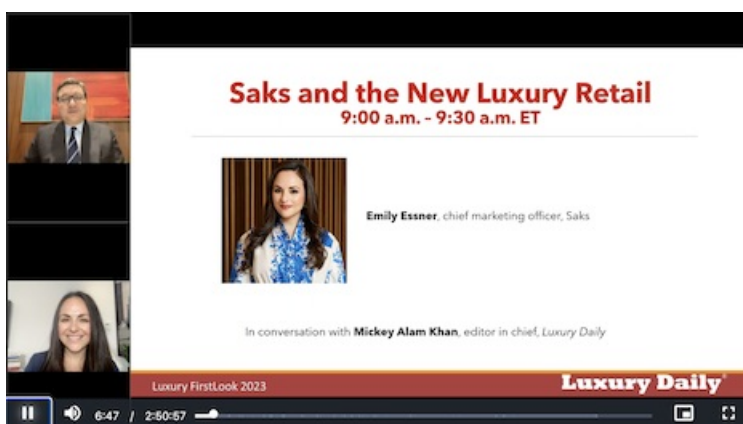 Saks and the New Luxury Retail
9:00 a.m. – 9:30 a.m. ET
Emily Essner, chief marketing officer, Saks
In conversation with Mickey Alam Khan, editor in chief, Luxury Daily
Luxury FirstLook 2023
Luxury Daily
6:47 / 2:50:57